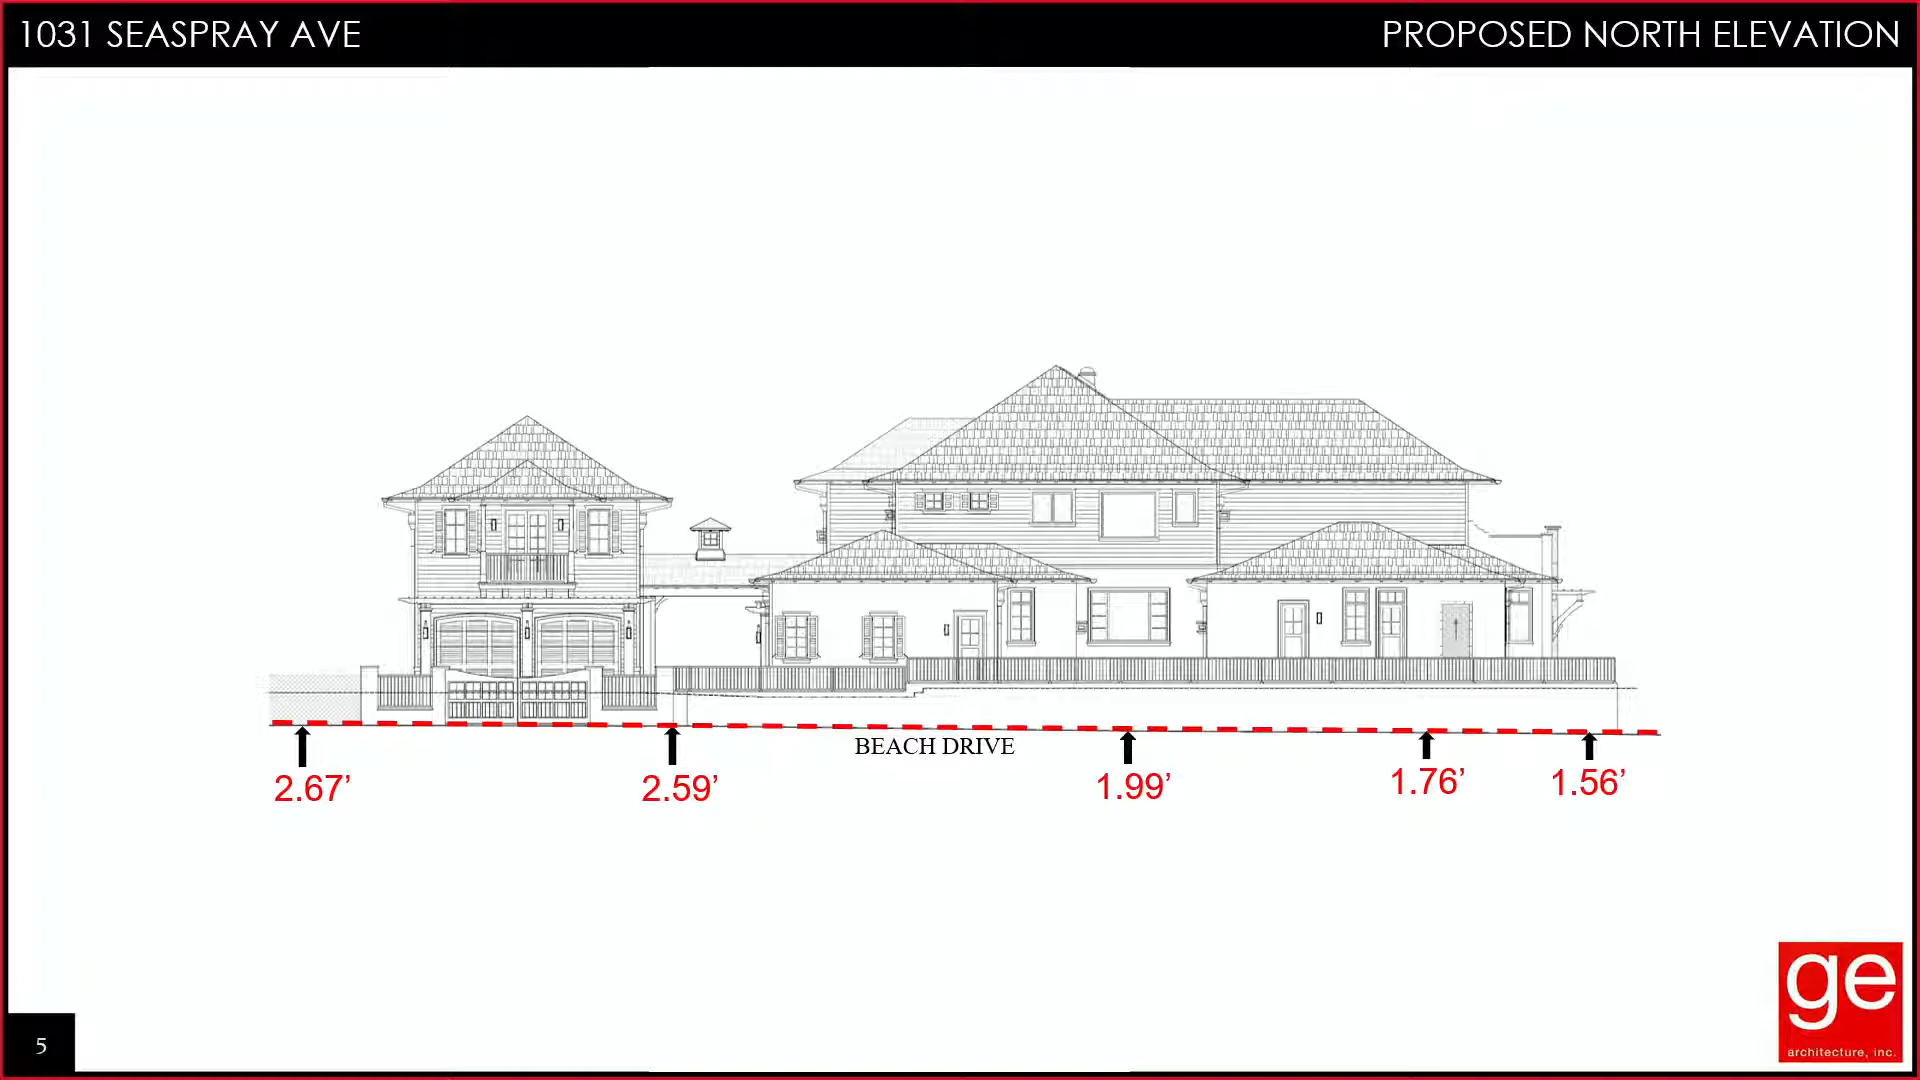 1031 SEASPRAY AVE
PROPOSED NORTH ELEVATION
BEACH DRIVE
2.67’
2.59’
1.99’
1.76’
1.56’
5
ge
architecture, inc.